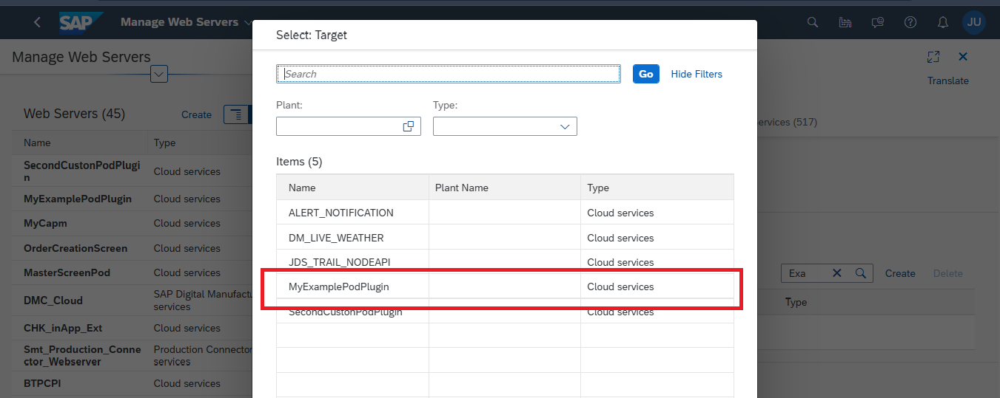 SAP
Manage Web Servers
JU
Manage Web Servers
Translate
Web Servers (45)
Create
Name
Type
SecondCustonPodPlugi
n
Cloud services
MyExamplePodPlugin
Cloud services
MyCapm
Cloud services
OrderCreationScreen
Cloud services
MasterScreenPod
Cloud services
DMC_Cloud
SAP Digital Manufactu
services
CHK_inApp_Ext
Cloud services
Smt_Production_Conne
ctor_Webserver
Production Connector
services
BTPCPI
Cloud services
Select: Target
Search
Go
Hide Filters
Plant:
Type:
Items (5)
Name
Plant Name
Type
ALERT_NOTIFICATION
Cloud services
DM_LIVE_WEATHER
Cloud services
JDS_TRAIL_NODEAPI
Cloud services
MyExamplePodPlugin
Cloud services
SecondCustonPodPlugin
Cloud services
ervices (517)
Exa
Create
Delete
Type